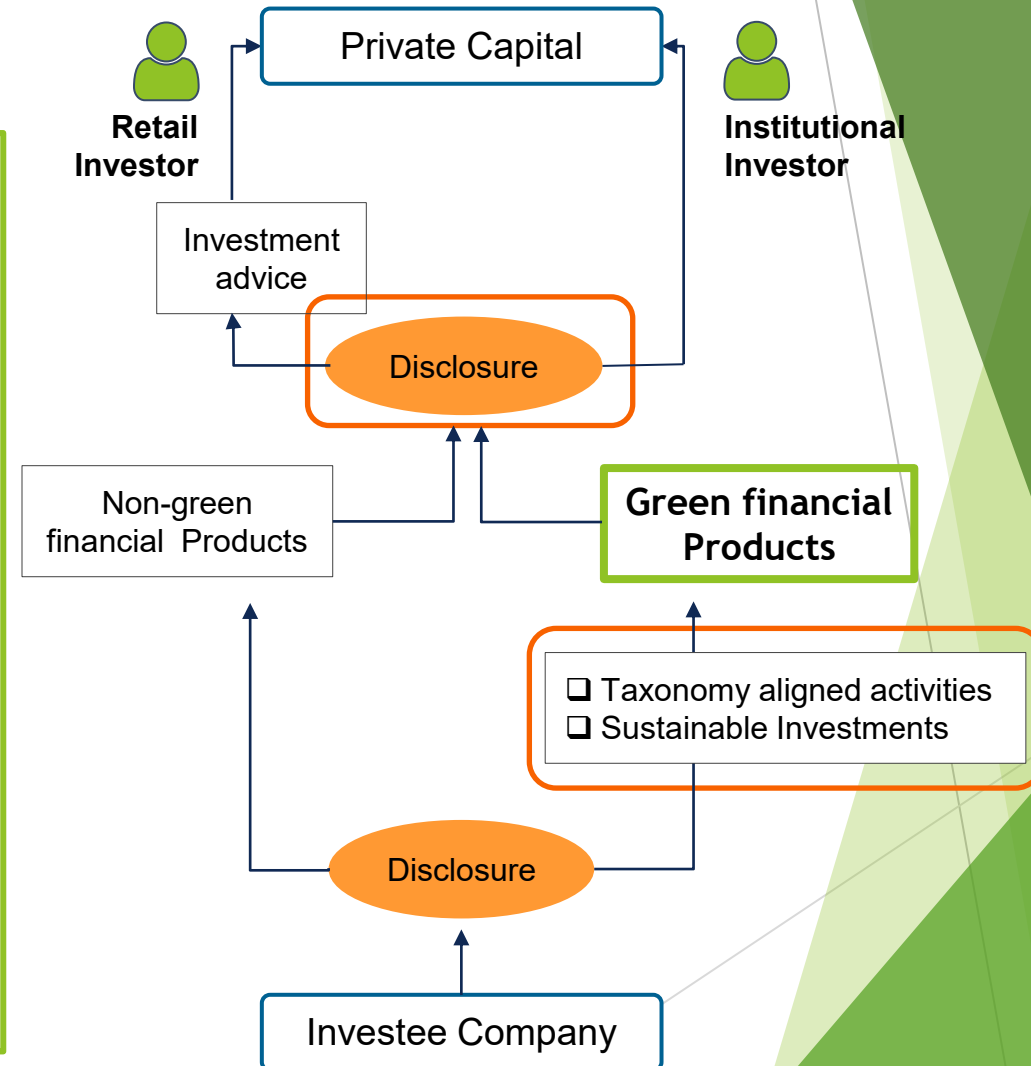 Private Capital
Retail
Investor
Institutional
Investor
Investment
advice
Disclosure
Non-green
financial Products
Green financial
Products
❑ Taxonomy aligned activities
❑ Sustainable Investments
Disclosure
Investee Company